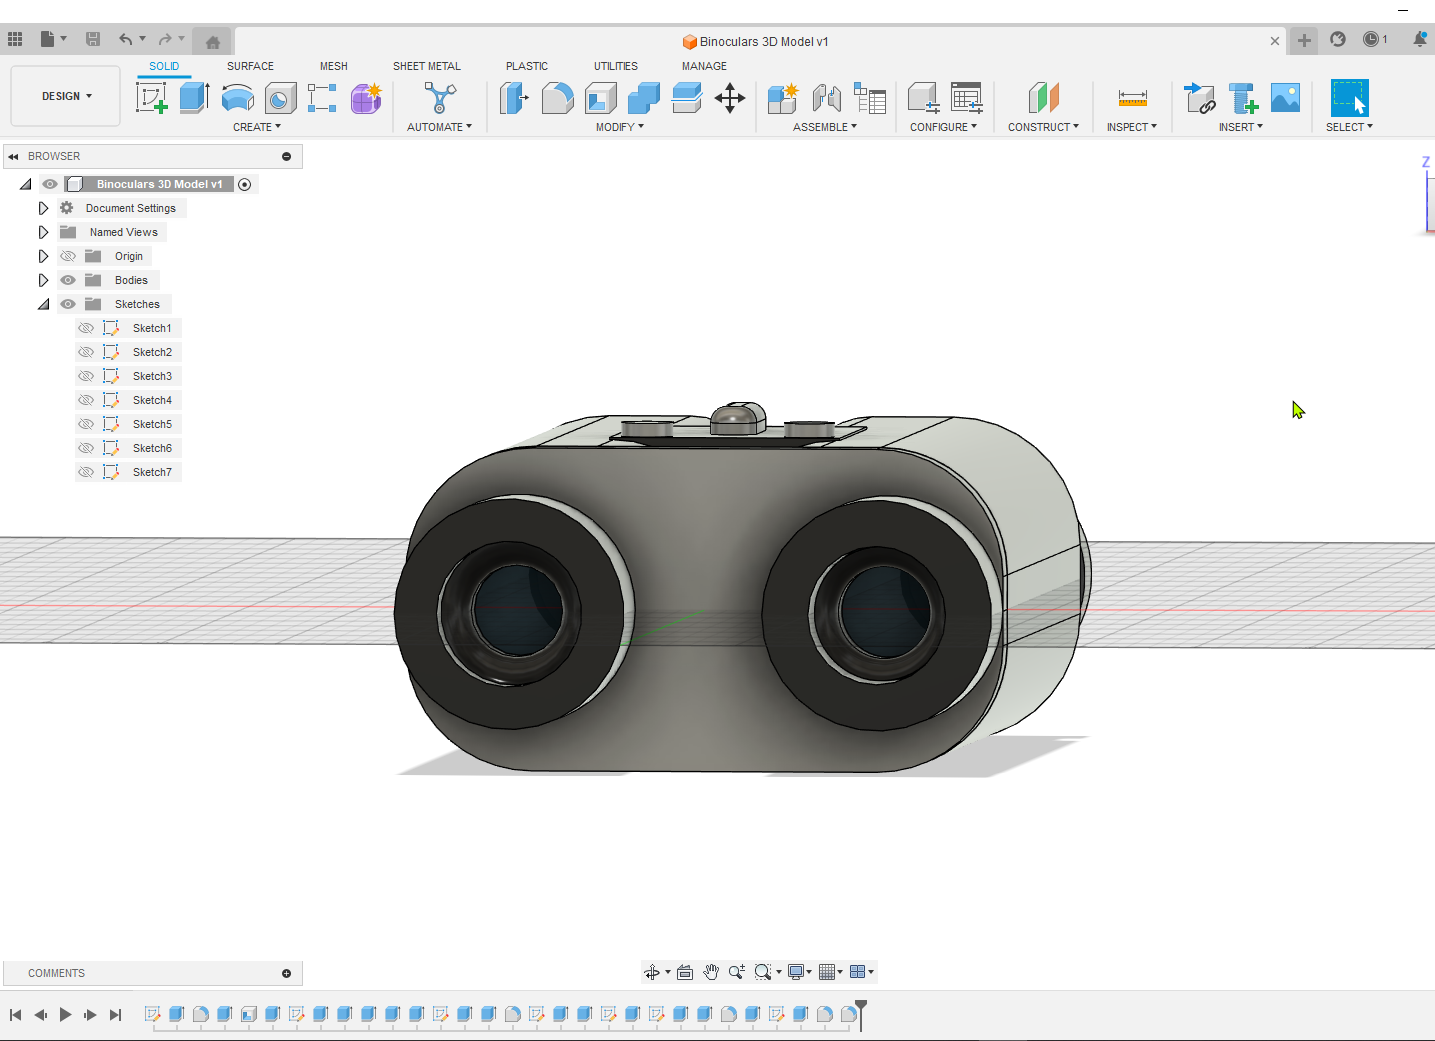 Binoculars 3D Model v1
1
SOLID SURFACE MESH SHEET METAL PLASTIC UTILITIES MANAGE
DESIGN
CREATE AUTOMATE MODIFY ASSEMBLE CONFIGURE CONSTRUCT INSPECT INSERT SELECT
BROWSER
Z
Binoculars 3D Model v1
Document Settings
Named Views
Origin
Bodies
Sketches
Sketch1
Sketch2
Sketch3
Sketch4
Sketch5
Sketch6
Sketch7
COMMENTS